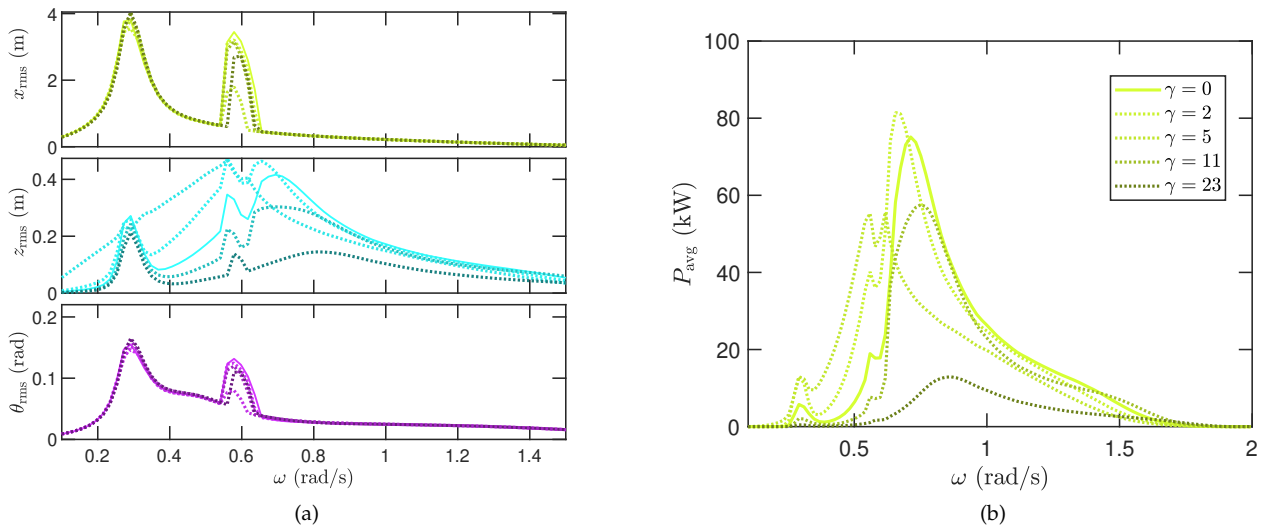 4
2
0
x_rms (m)
0.4
0.2
0
z_rms (m)
0.2
0.1
0
θ_rms (rad)
0.2 0.4 0.6 0.8 1 1.2 1.4
ω (rad/s)
(a)
100
80
60
40
20
0
P_avg (kW)
γ = 0
γ = 2
γ = 5
γ = 11
γ = 23
0.5 1 1.5 2
ω (rad/s)
(b)